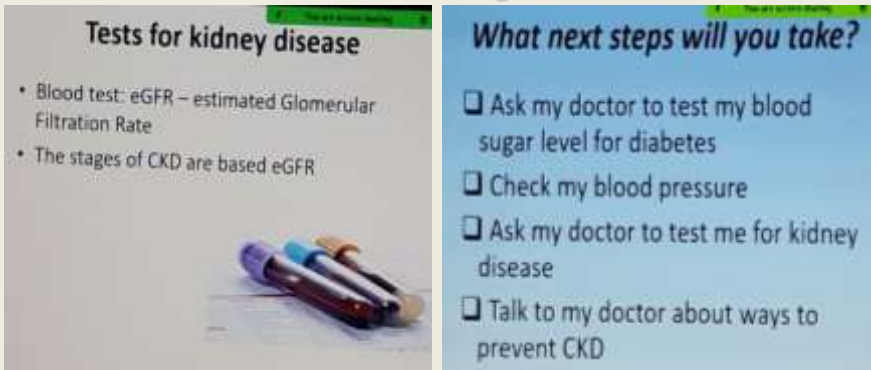 Tests for kidney disease
• Blood test: eGFR – estimated Glomerular
Filtration Rate
• The stages of CKD are based eGFR
What next steps will you take?
❑ Ask my doctor to test my blood
sugar level for diabetes
❑ Check my blood pressure
❑ Ask my doctor to test me for kidney
disease
❑ Talk to my doctor about ways to
prevent CKD